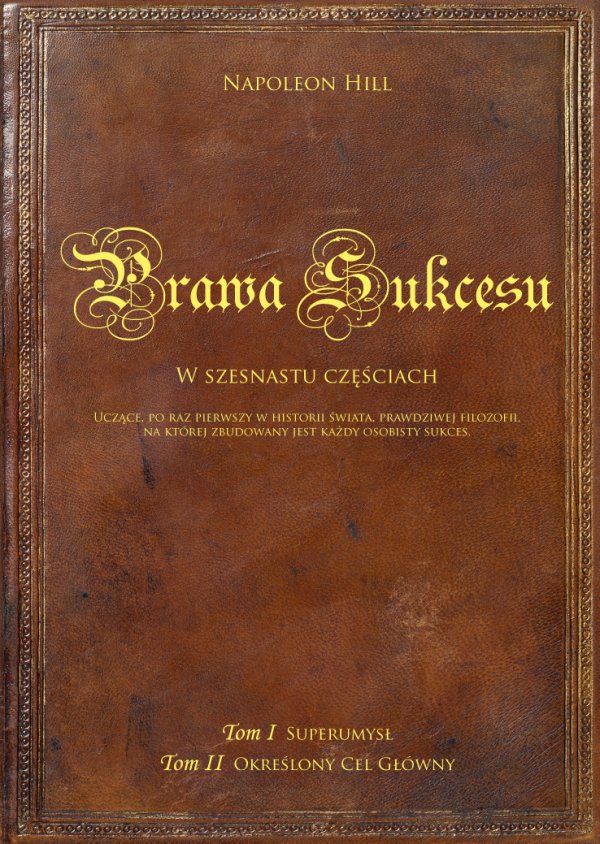 Napoleon Hill
Prawa Sukcesu
W szesnastu częściach
Uczące, po raz pierwszy w historii świata, prawdziwej filozofii,
na której zbudowany jest każdy osobisty sukces.
Tom I Superumysł
Tom II Określony Cel Główny